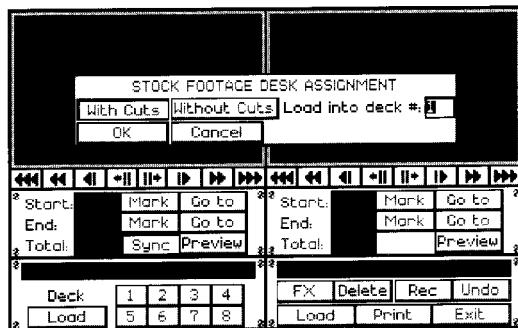 STOCK FOOTAGE DESK ASSIGNMENT
With Cuts Without Cuts Load into deck #: 1
OK Cancel
Start: Mark Go to Start: Mark Go to
End: Mark Go to End: Mark Go to
Total: Sync Preview Total: Preview
Deck 1 2 3 4 FX Delete Rec Undo
Load 5 6 7 8 Load Print Exit